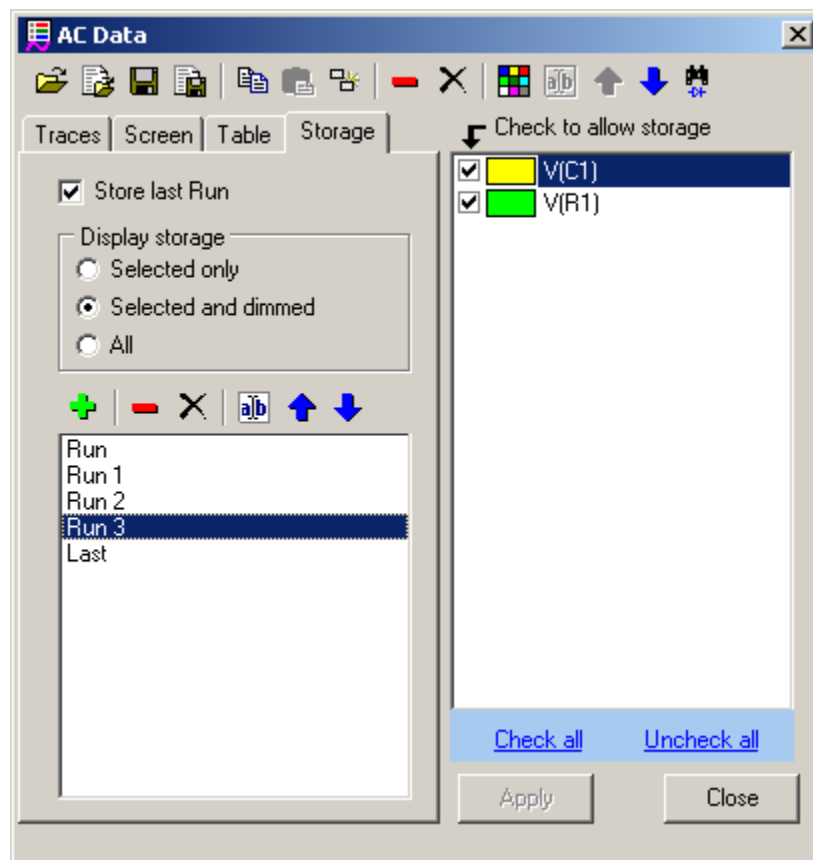 AC Data
Traces Screen Table Storage
Store last Run
Display storage
Selected only
Selected and dimmed
All
Run
Run 1
Run 2
Run 3
Last
Check to allow storage
V(C1)
V(R1)
Check all Uncheck all
Apply Close